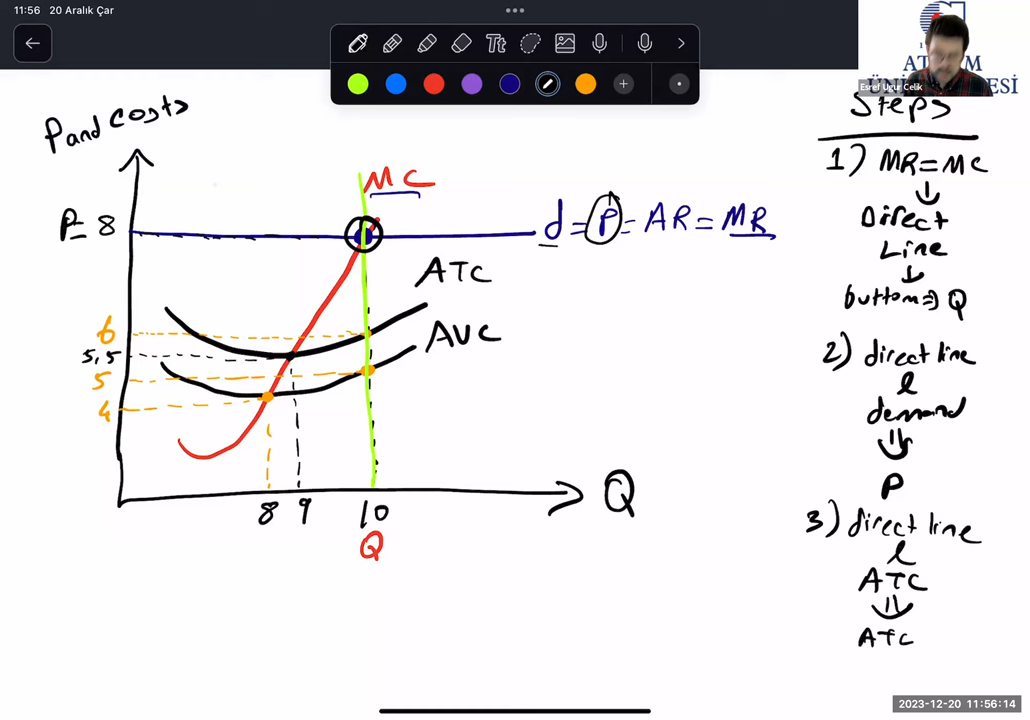 11:56 20 Aralık Çar
Tt
Esref Ugur Celik
P and costs
P= 8
MC
d = P = AR = MR
ATC
AVC
6
5,5
5
4
8 9 10
Q
Q
Steps
1) MR=MC
Direct
Line
button Q
2) direct line
&
demand
P
3) direct line
&
ATC
ATC
2023-12-20 11:56:14